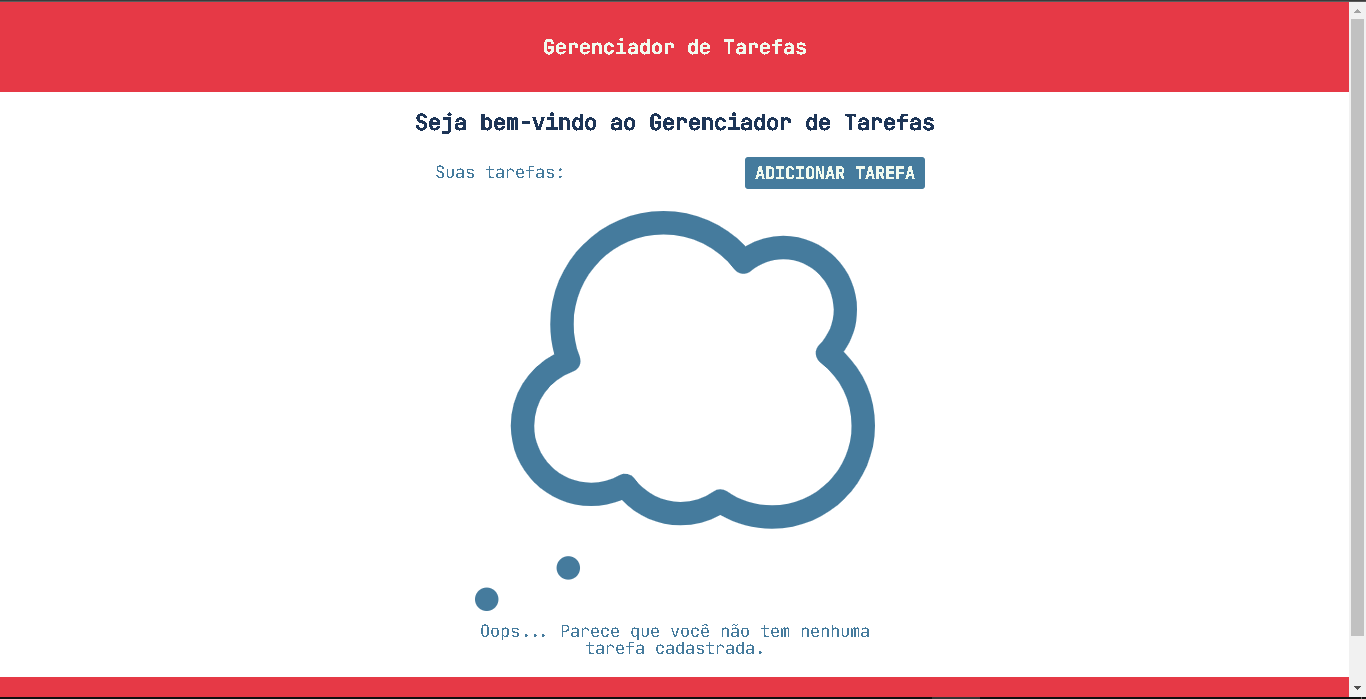 Gerenciador de Tarefas
Seja bem-vindo ao Gerenciador de Tarefas
Suas tarefas:
ADICIONAR TAREFA
Oops... Parece que você não tem nenhuma
tarefa cadastrada.